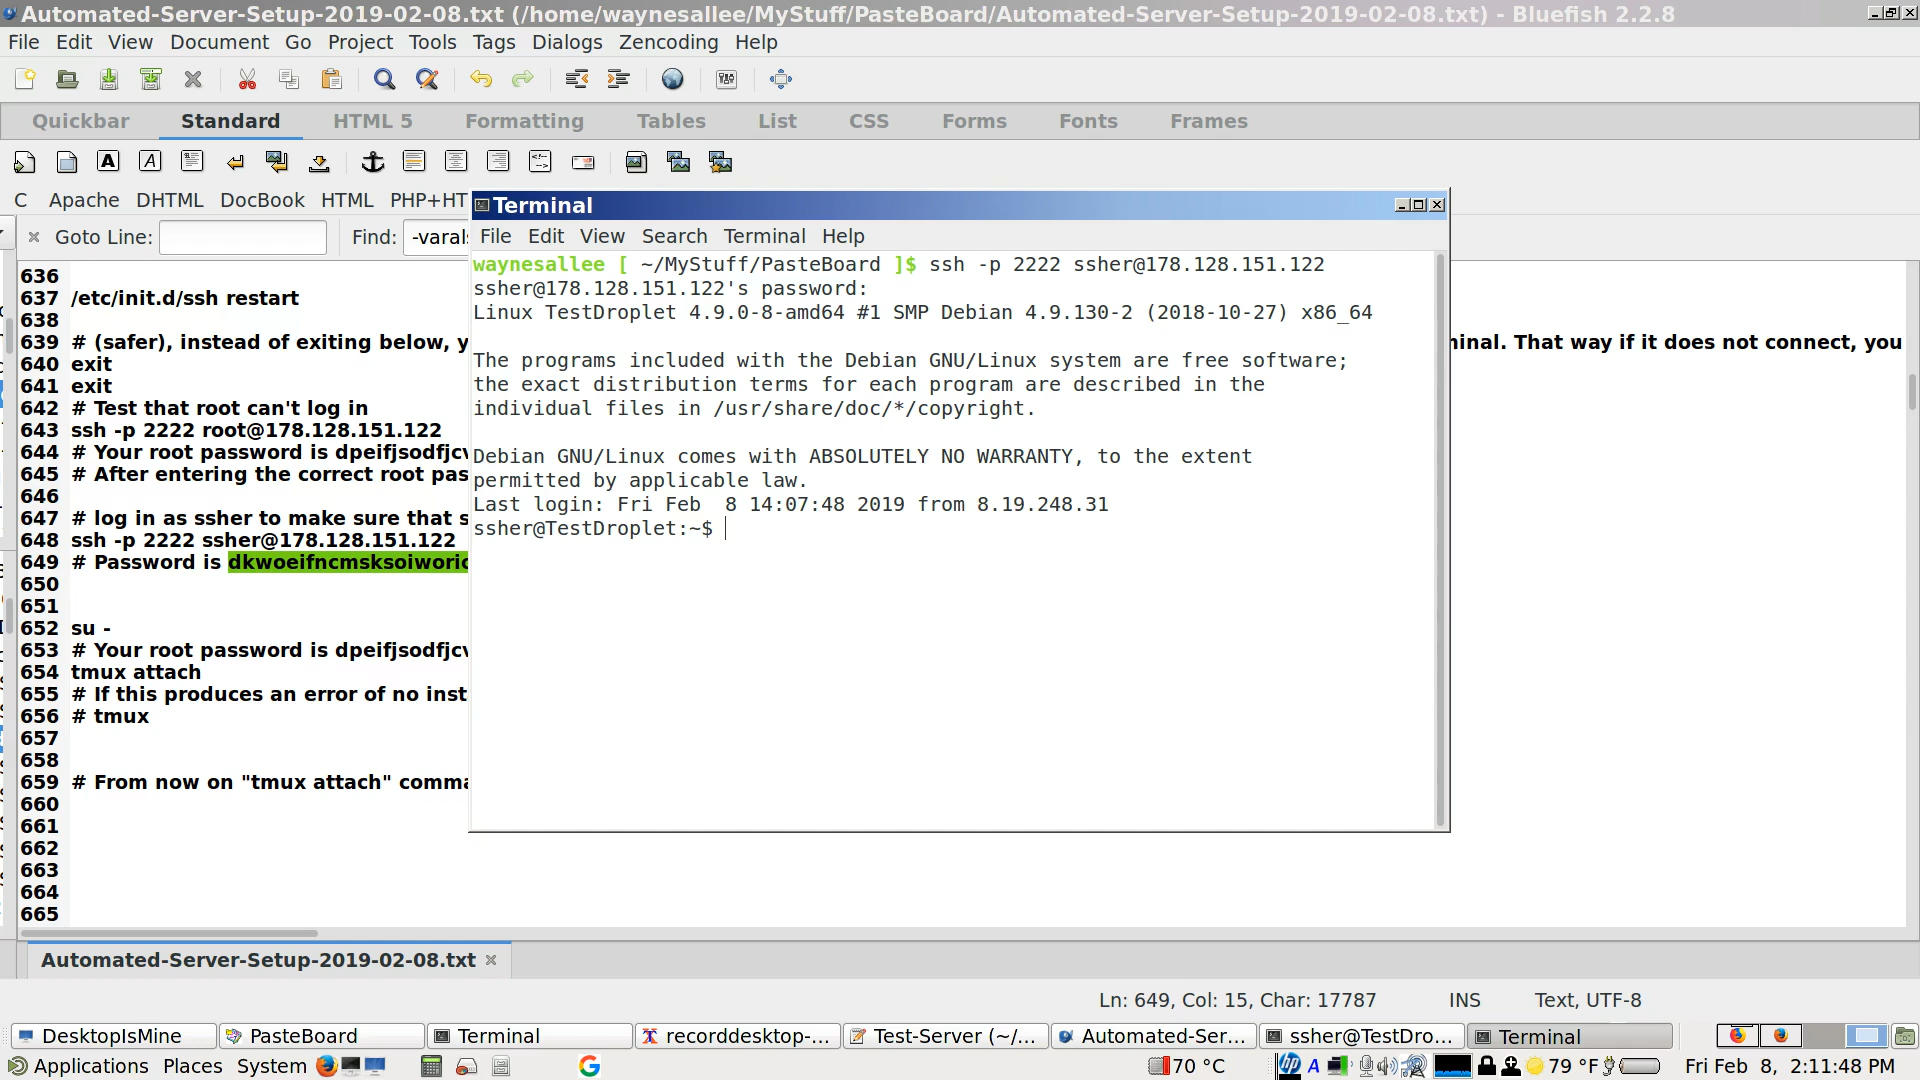 Automated-Server-Setup-2019-02-08.txt (/home/waynesallee/MyStuff/PasteBoard/Automated-Server-Setup-2019-02-08.txt) - Bluefish 2.2.8
File Edit View Document Go Project Tools Tags Dialogs Zencoding Help
Quickbar Standard HTML 5 Formatting Tables List CSS Forms Fonts Frames
C Apache DHTML DocBook HTML PHP+HT
Goto Line: Find: -varal
636
637 /etc/init.d/ssh restart
638
639 # (safer), instead of exiting below, y
minal. That way if it does not connect, you
640 exit
641 exit
642 # Test that root can't log in
643 ssh -p 2222 root@178.128.151.122
644 # Your root password is dpeifjsodfjcv
645 # After entering the correct root pas
646
647 # log in as ssher to make sure that s
648 ssh -p 2222 ssher@178.128.151.122
649 # Password is dkwoeifncmsksoiworic
650
651
652 su -
653 # Your root password is dpeifjsodfjcv
654 tmux attach
655 # If this produces an error of no inst
656 # tmux
657
658
659 # From now on "tmux attach" comma
660
661
662
663
664
665
Terminal
File Edit View Search Terminal Help
waynesallee [ ~/MyStuff/PasteBoard ]$ ssh -p 2222 ssher@178.128.151.122
ssher@178.128.151.122's password:
Linux TestDroplet 4.9.0-8-amd64 #1 SMP Debian 4.9.130-2 (2018-10-27) x86_64
The programs included with the Debian GNU/Linux system are free software;
the exact distribution terms for each program are described in the
individual files in /usr/share/doc/*/copyright.
Debian GNU/Linux comes with ABSOLUTELY NO WARRANTY, to the extent
permitted by applicable law.
Last login: Fri Feb  8 14:07:48 2019 from 8.19.248.31
ssher@TestDroplet:~$
Automated-Server-Setup-2019-02-08.txt
Ln: 649, Col: 15, Char: 17787 INS Text, UTF-8
DesktopIsMine PasteBoard Terminal recorddesktop-... Test-Server (~/... Automated-Ser... ssher@TestDro... Terminal
Applications Places System 70 °C hp A 79 °F Fri Feb 8, 2:11:48 PM